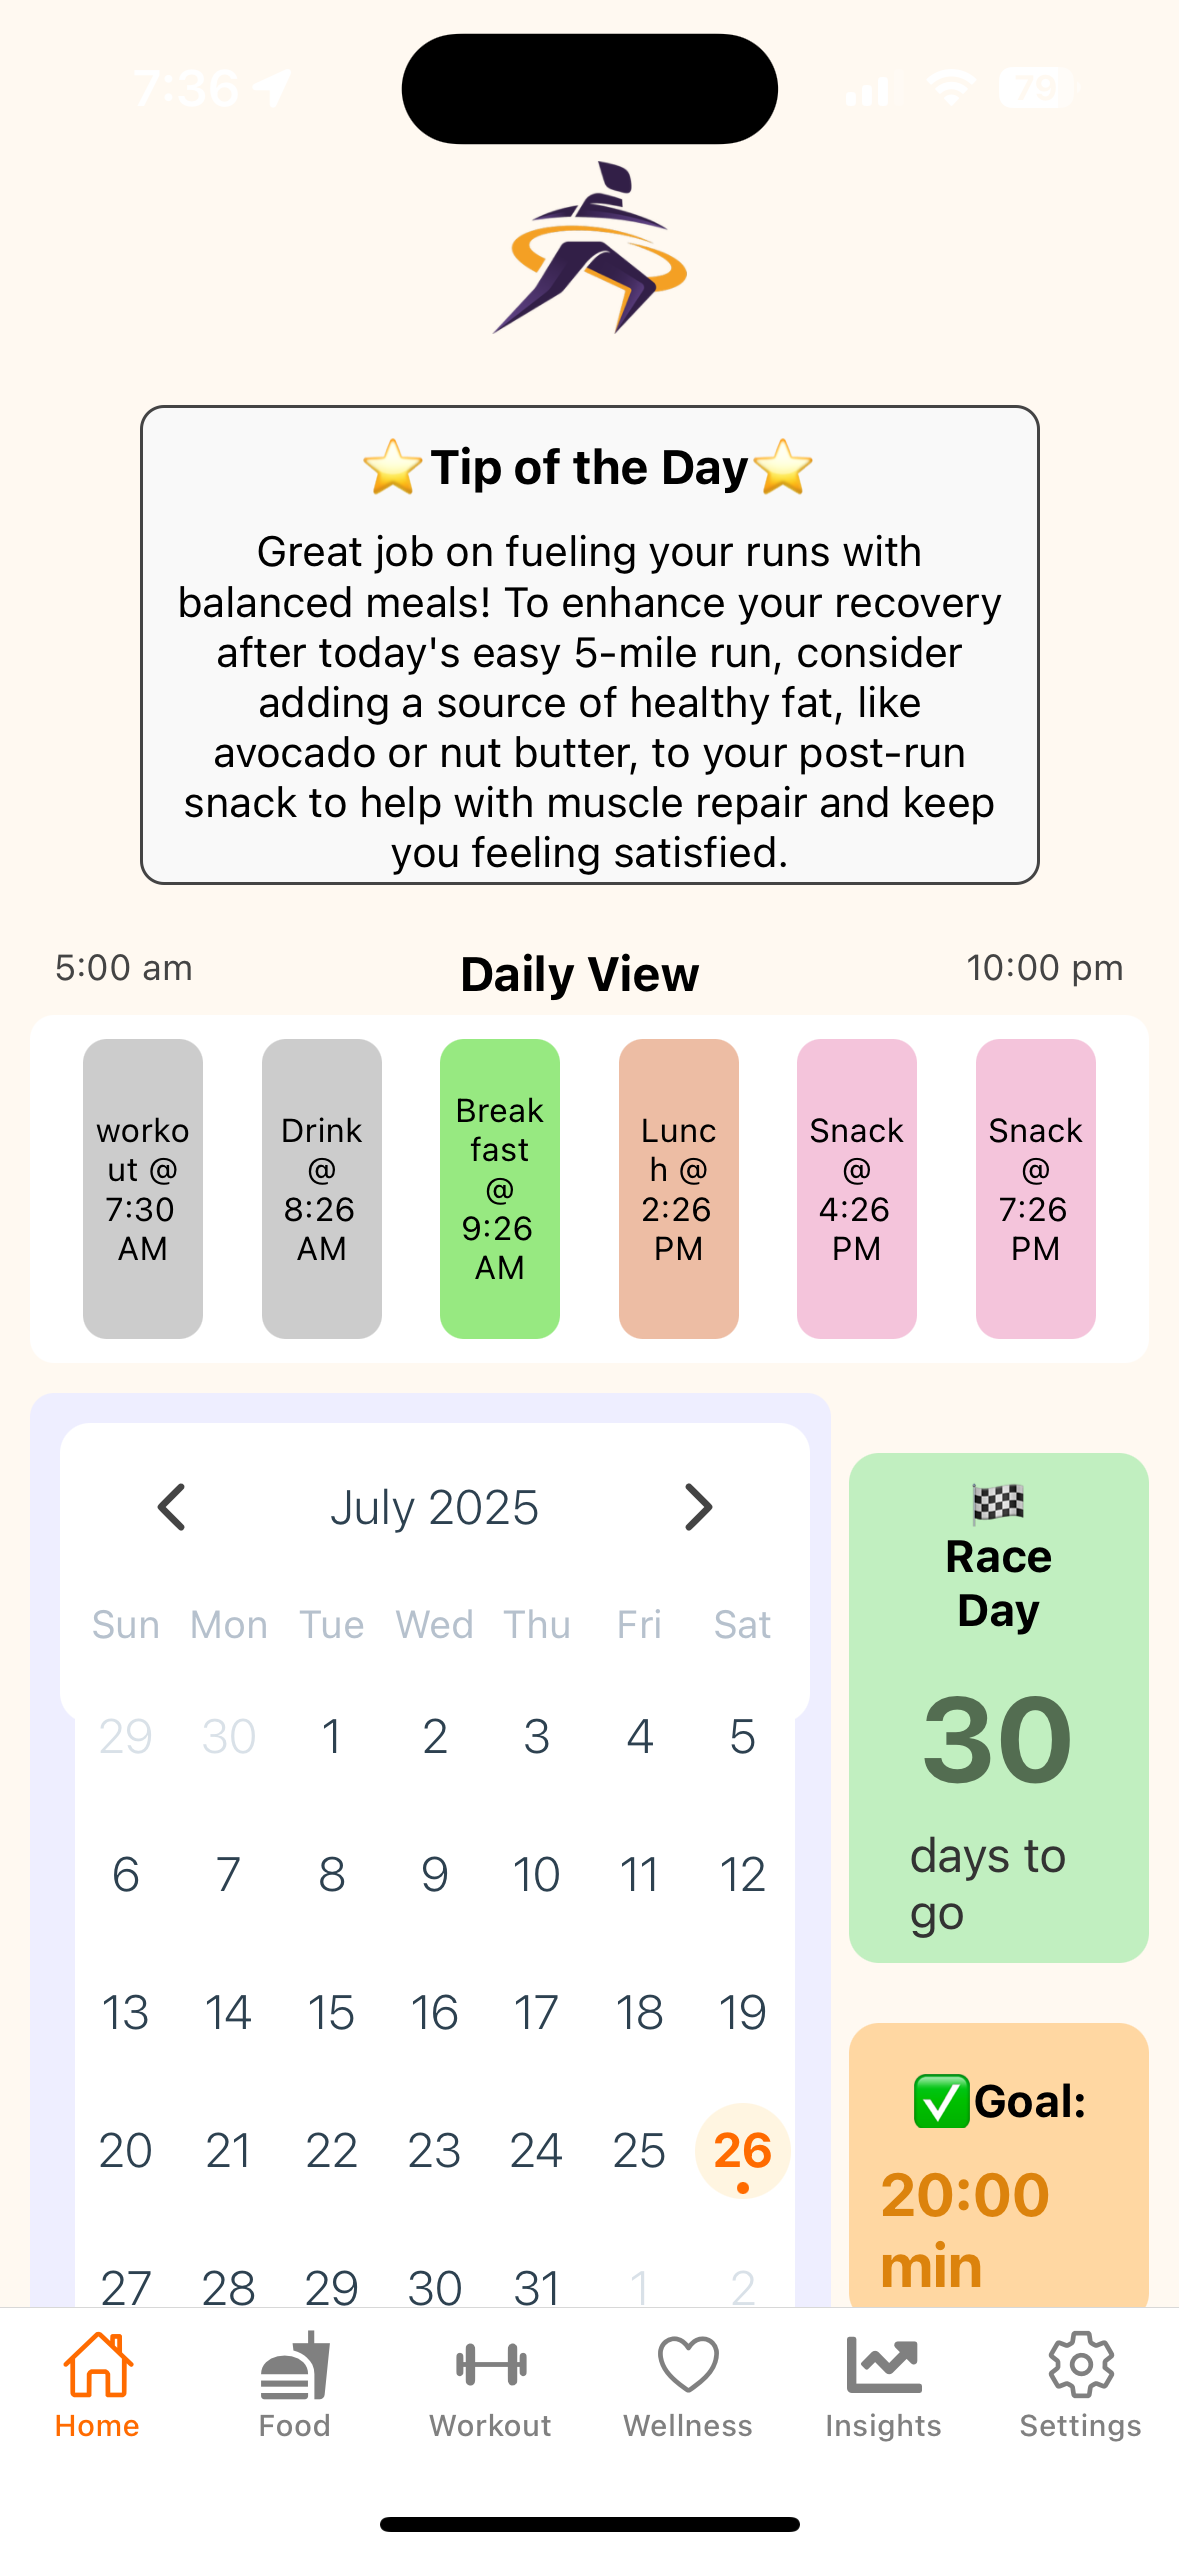 7:36
79
⭐Tip of the Day⭐
Great job on fueling your runs with
balanced meals! To enhance your recovery
after today's easy 5-mile run, consider
adding a source of healthy fat, like
avocado or nut butter, to your post-run
snack to help with muscle repair and keep
you feeling satisfied.
5:00 am Daily View 10:00 pm
worko
ut @
7:30
AM
Drink
@
8:26
AM
Break
fast
@
9:26
AM
Lunc
h @
2:26
PM
Snack
@
4:26
PM
Snack
@
7:26
PM
July 2025
Sun Mon Tue Wed Thu Fri Sat
29 30 1 2 3 4 5
6 7 8 9 10 11 12
13 14 15 16 17 18 19
20 21 22 23 24 25 26
27 28 29 30 31 1 2
🏁
Race
Day
30
days to
go
✅Goal:
20:00
min
Home Food Workout Wellness Insights Settings